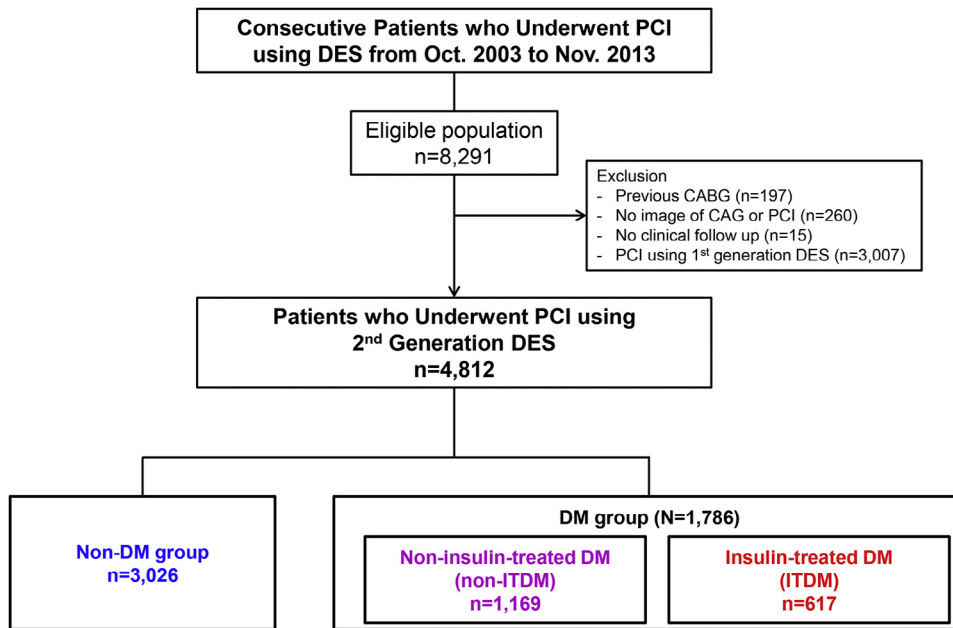 Consecutive Patients who Underwent PCI
using DES from Oct. 2003 to Nov. 2013
Eligible population
n=8,291
Exclusion
- Previous CABG (n=197)
- No image of CAG or PCI (n=260)
- No clinical follow up (n=15)
- PCI using 1st generation DES (n=3,007)
Patients who Underwent PCI using
2nd Generation DES
n=4,812
Non-DM group
n=3,026
DM group (N=1,786)
Non-insulin-treated DM
(non-ITDM)
n=1,169
Insulin-treated DM
(ITDM)
n=617